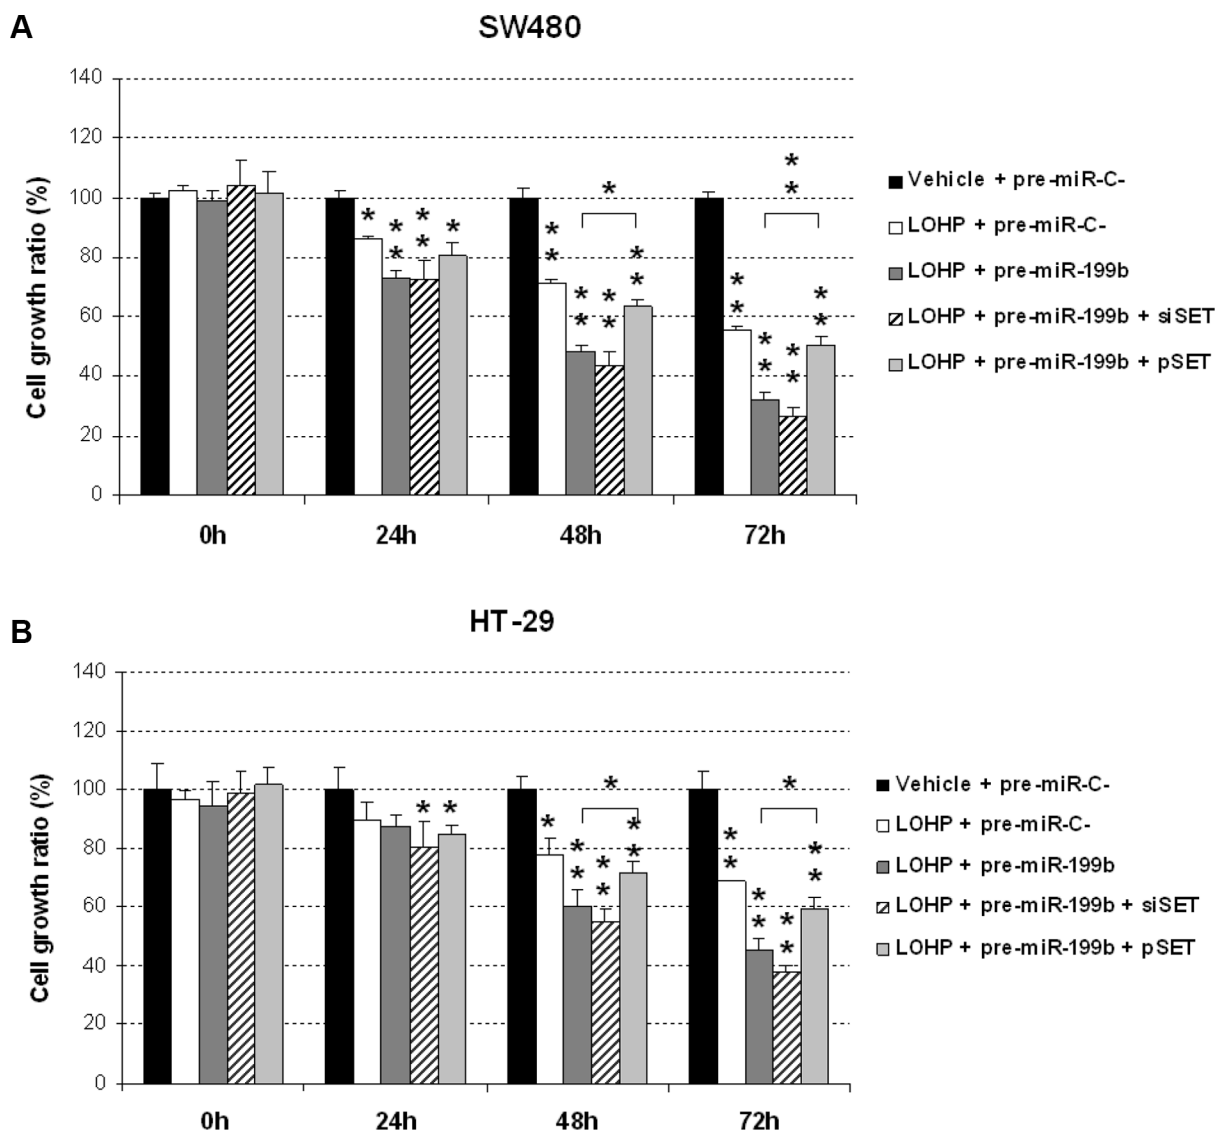 A
SW480
Cell growth ratio (%)
140
120
100
80
60
40
20
0
* ** ** *
** ** ** ** *
** ** ** ** **
0h 24h 48h 72h
Vehicle + pre-miR-C-
LOHP + pre-miR-C-
LOHP + pre-miR-199b
LOHP + pre-miR-199b + siSET
LOHP + pre-miR-199b + pSET
B
HT-29
Cell growth ratio (%)
140
120
100
80
60
40
20
0
* *
* ** ** ** *
** ** ** ** *
0h 24h 48h 72h
Vehicle + pre-miR-C-
LOHP + pre-miR-C-
LOHP + pre-miR-199b
LOHP + pre-miR-199b + siSET
LOHP + pre-miR-199b + pSET